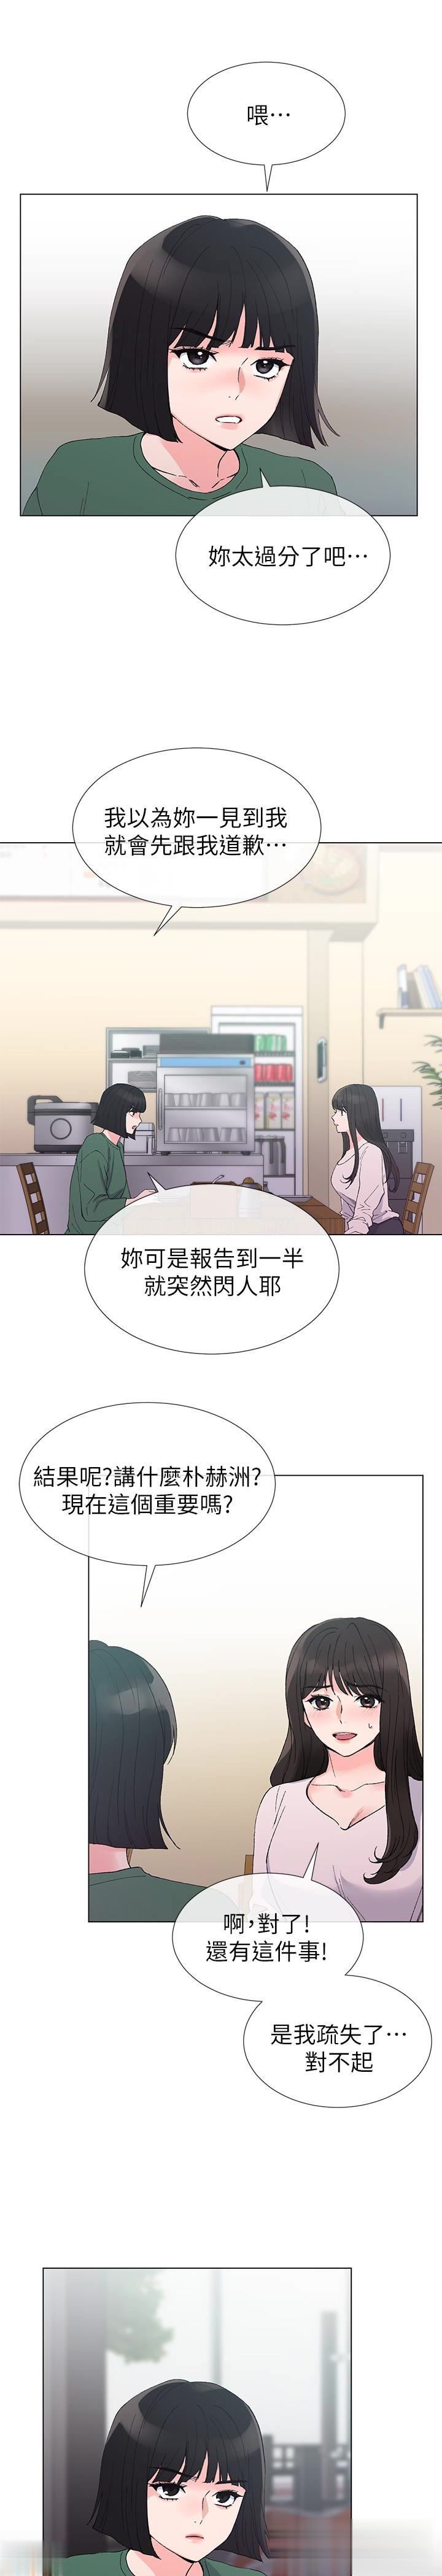 喂⋯
妳太過分了吧⋯
我以為妳一見到我
就會先跟我道歉⋯
妳可是報告到一半
就突然閃人耶
結果呢?講什麼朴赫洲?
現在這個重要嗎?
啊,對了!
還有這件事!
是我疏失了⋯
對不起